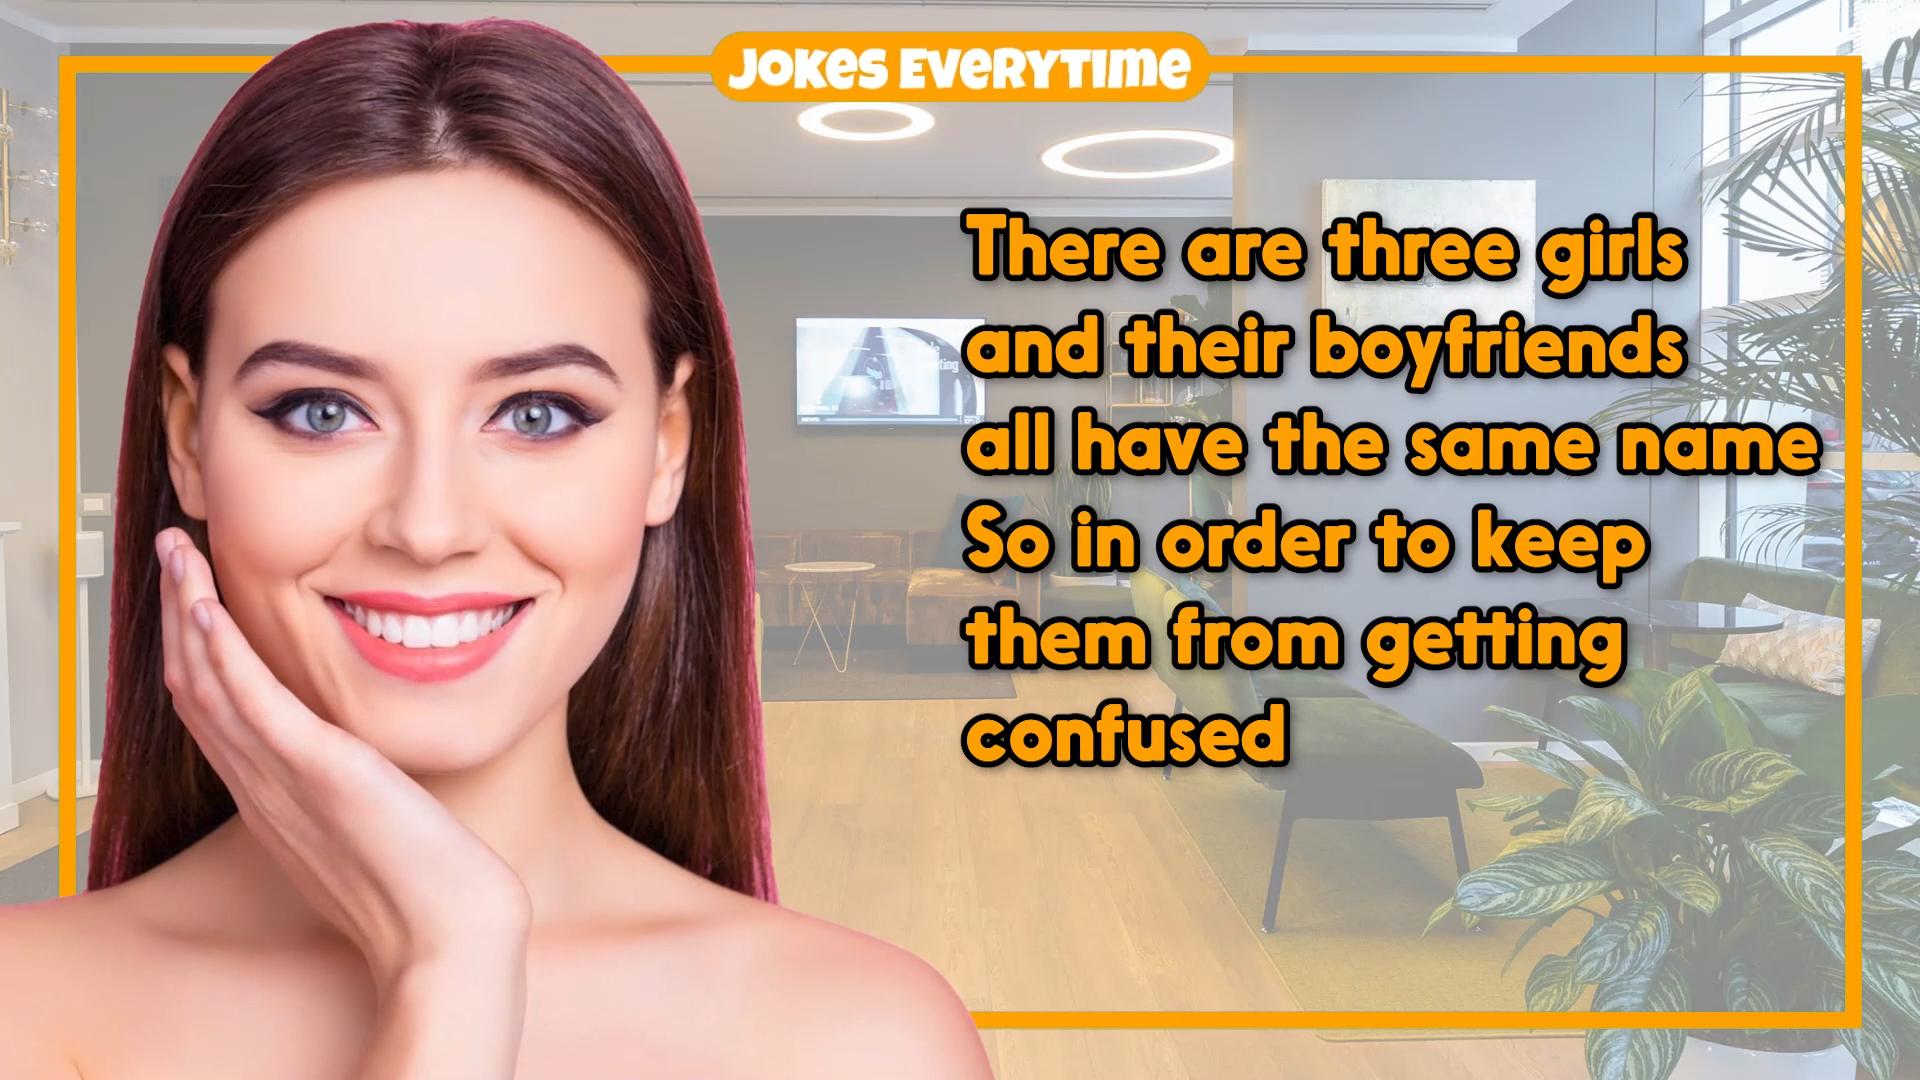 Jokes Everytime
There are three girls
and their boyfriends
all have the same name
So in order to keep
them from getting
confused